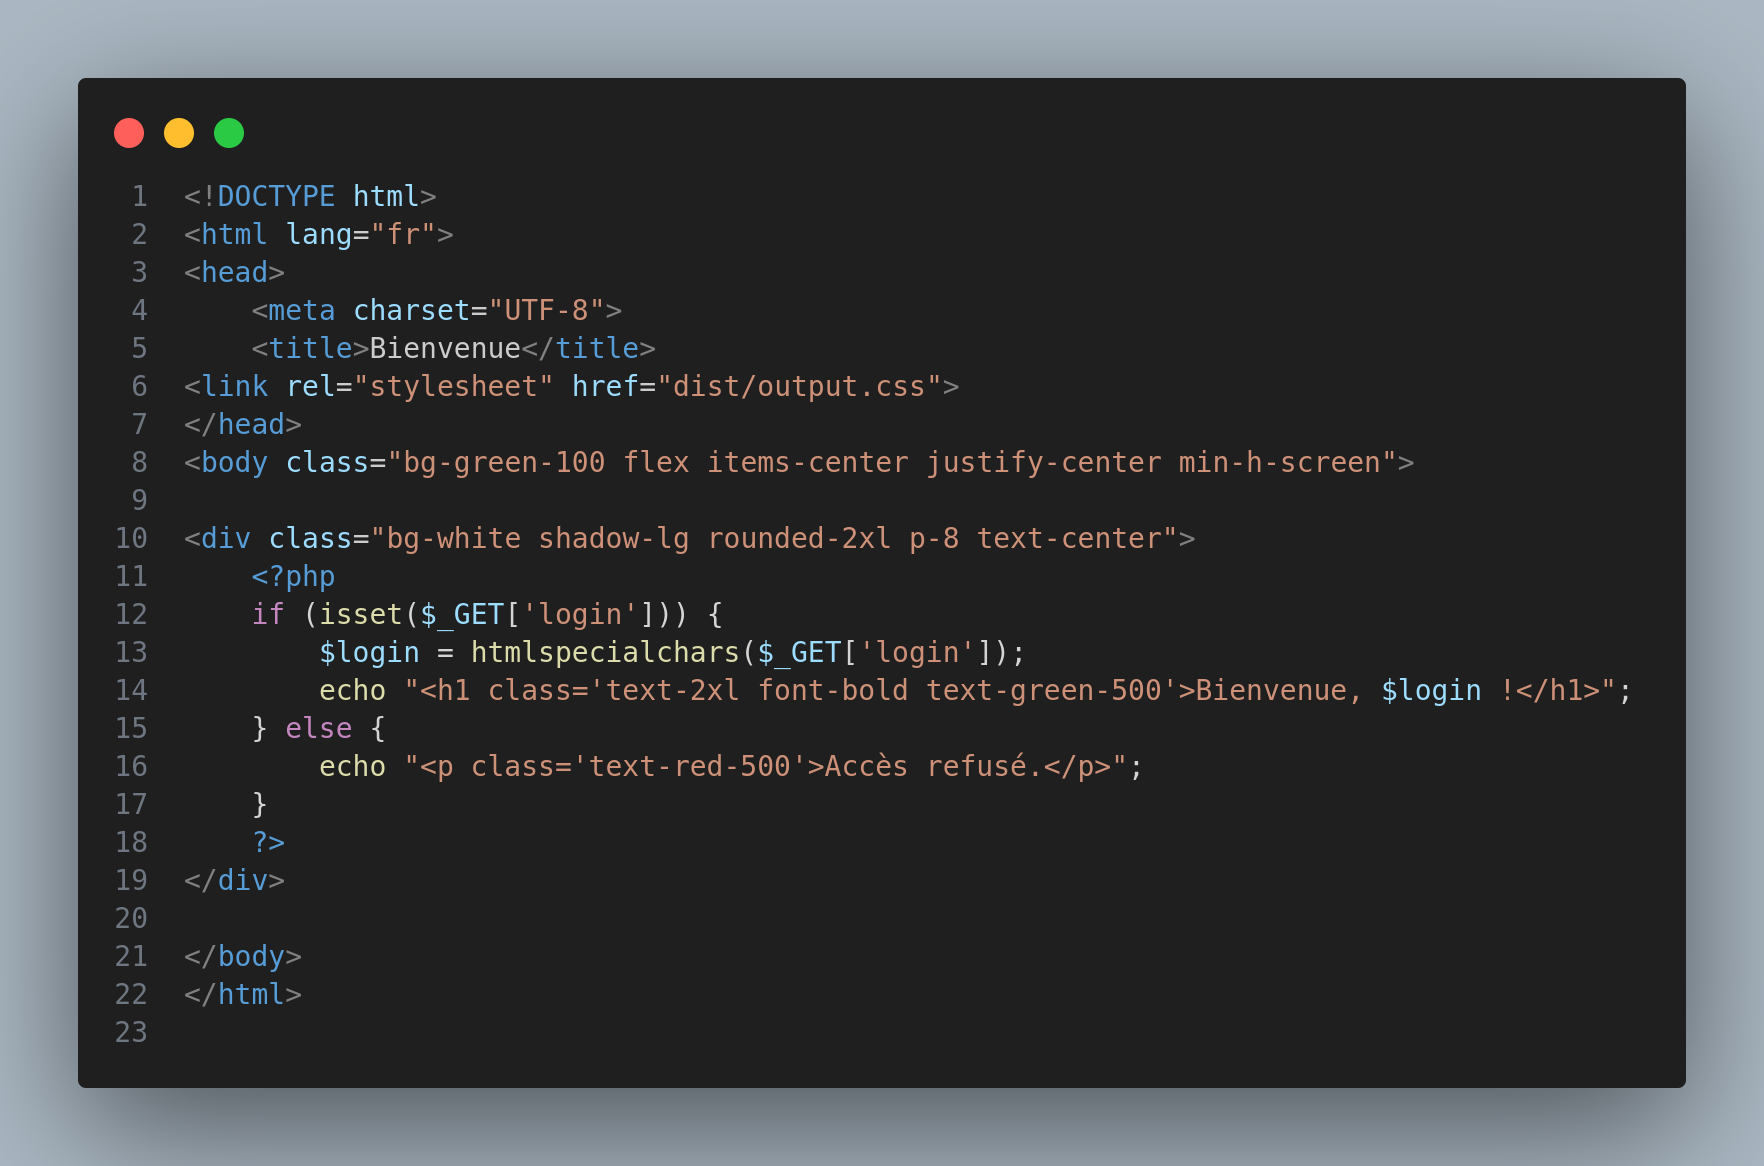 1 <!DOCTYPE html>
2 <html lang="fr">
3 <head>
4     <meta charset="UTF-8">
5     <title>Bienvenue</title>
6 <link rel="stylesheet" href="dist/output.css">
7 </head>
8 <body class="bg-green-100 flex items-center justify-center min-h-screen">
9
10 <div class="bg-white shadow-lg rounded-2xl p-8 text-center">
11     <?php
12     if (isset($_GET['login'])) {
13         $login = htmlspecialchars($_GET['login']);
14         echo "<h1 class='text-2xl font-bold text-green-500'>Bienvenue, $login !</h1>";
15     } else {
16         echo "<p class='text-red-500'>Accès refusé.</p>";
17     }
18     ?>
19 </div>
20
21 </body>
22 </html>
23